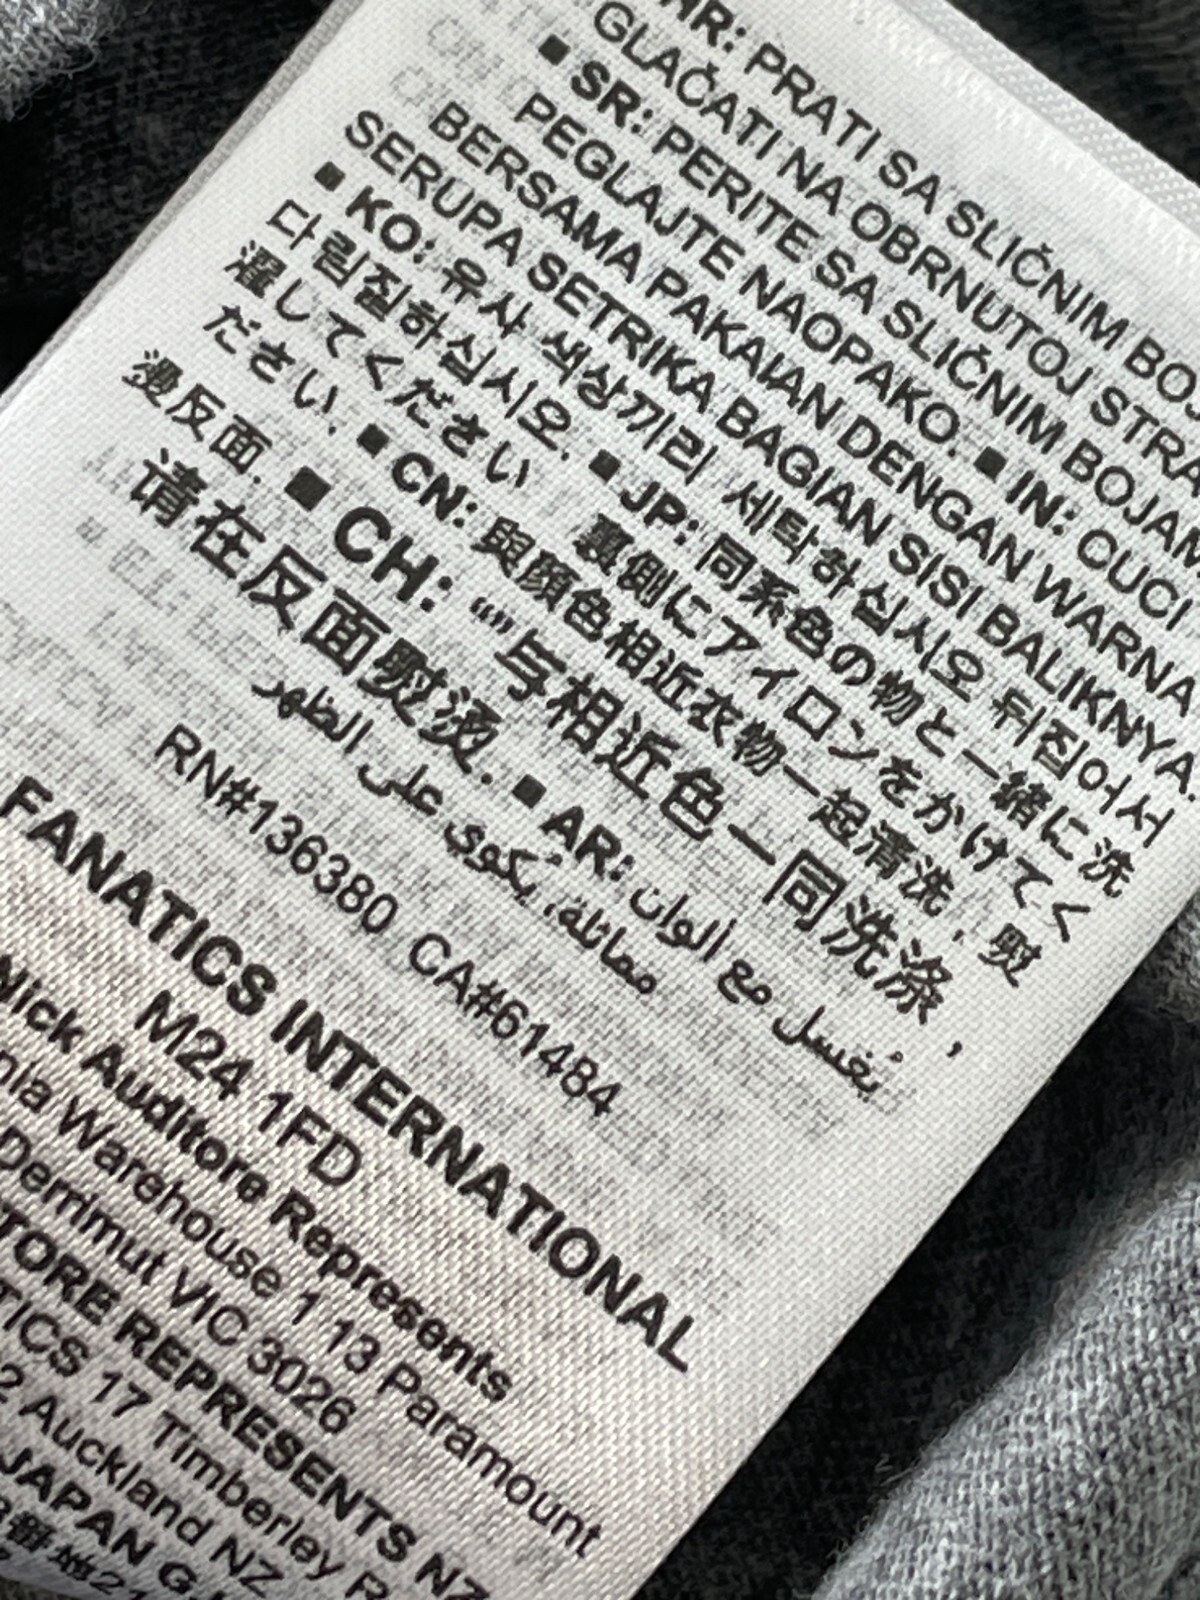 HR: PRATI SA SLIČNIM BOJ
GLAČATI NA OBRNUTOJ STRA
■ SR: PERITE SA SLIČNIM BOJAM
PEGLAJTE NAOPAKO. ■ IN: CUCI
BERSAMA PAKAIAN DENGAN WARNA
SERUPA SETRIKA BAGIAN SISI BALIKNYA.
■ KO: 유사 색상끼리 세탁하십시오 뒤집어서
다림질하십시오. ■ JP: 同系色の物と一緒に洗
濯してください 裏側にアイロンをかけてく
ださい. ■ CN: 與顏色相近衣物一起清洗, 熨
燙反面. ■ CH: “”与相近色一同洗涤,
请在反面熨烫. ■ AR: يُغسل مع ألوان
مماثلة, يُكوي على الظهر
RN#136380 CA#61484
FANATICS INTERNATIONAL
M24 1FD
Nick Auditore Represents
Warehouse 1 13 Paramount
Derrimut VIC 3026
TORE REPRESENTS NZ
TICS 17 Timberley R
2 Auckland NZ
JAPAN G